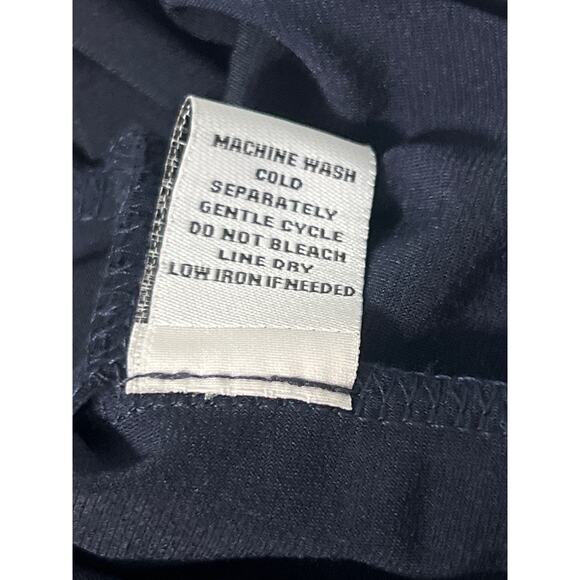 MACHINE WASH
COLD
SEPARATELY
GENTLE CYCLE
DO NOT BLEACH
LINE DRY
LOW IRON IF NEEDED